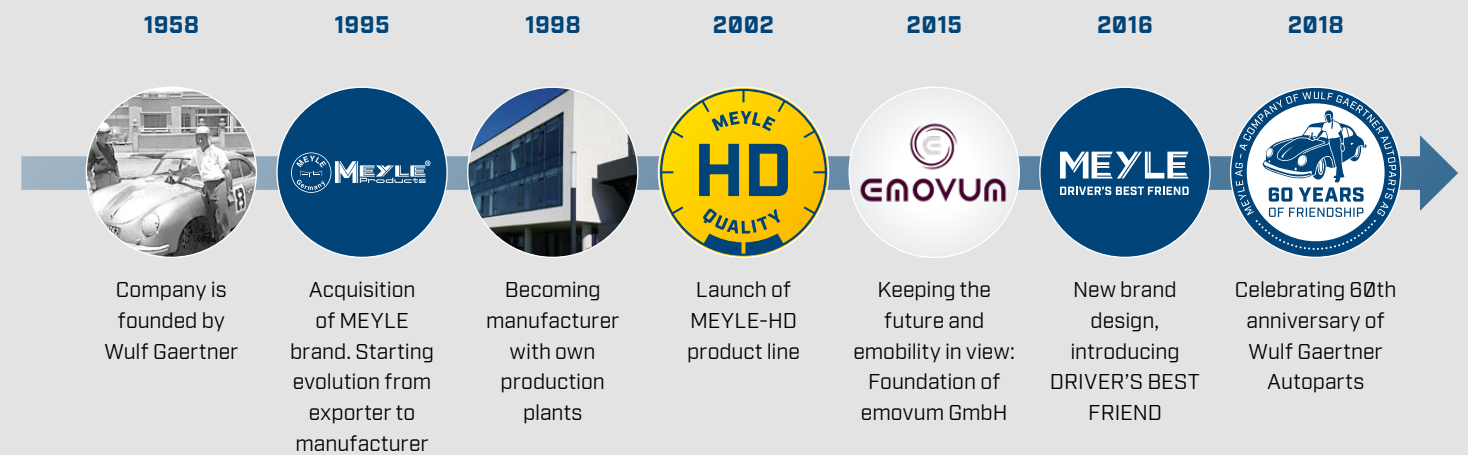 1958
1995
1998
2002
2015
2016
2018
MEYLE
Germany
MEYLE®
Products
MEYLE
HD
QUALITY
e
emovum
MEYLE
DRIVER'S BEST FRIEND
MEYLE AG – A COMPANY OF WULF GAERTNER AUTOPARTS AG
60 YEARS
OF FRIENDSHIP
Company is
founded by
Wulf Gaertner
Acquisition
of MEYLE
brand. Starting
evolution from
exporter to
manufacturer
Becoming
manufacturer
with own
production
plants
Launch of
MEYLE-HD
product line
Keeping the
future and
emobility in view:
Foundation of
emovum GmbH
New brand
design,
introducing
DRIVER'S BEST
FRIEND
Celebrating 60th
anniversary of
Wulf Gaertner
Autoparts